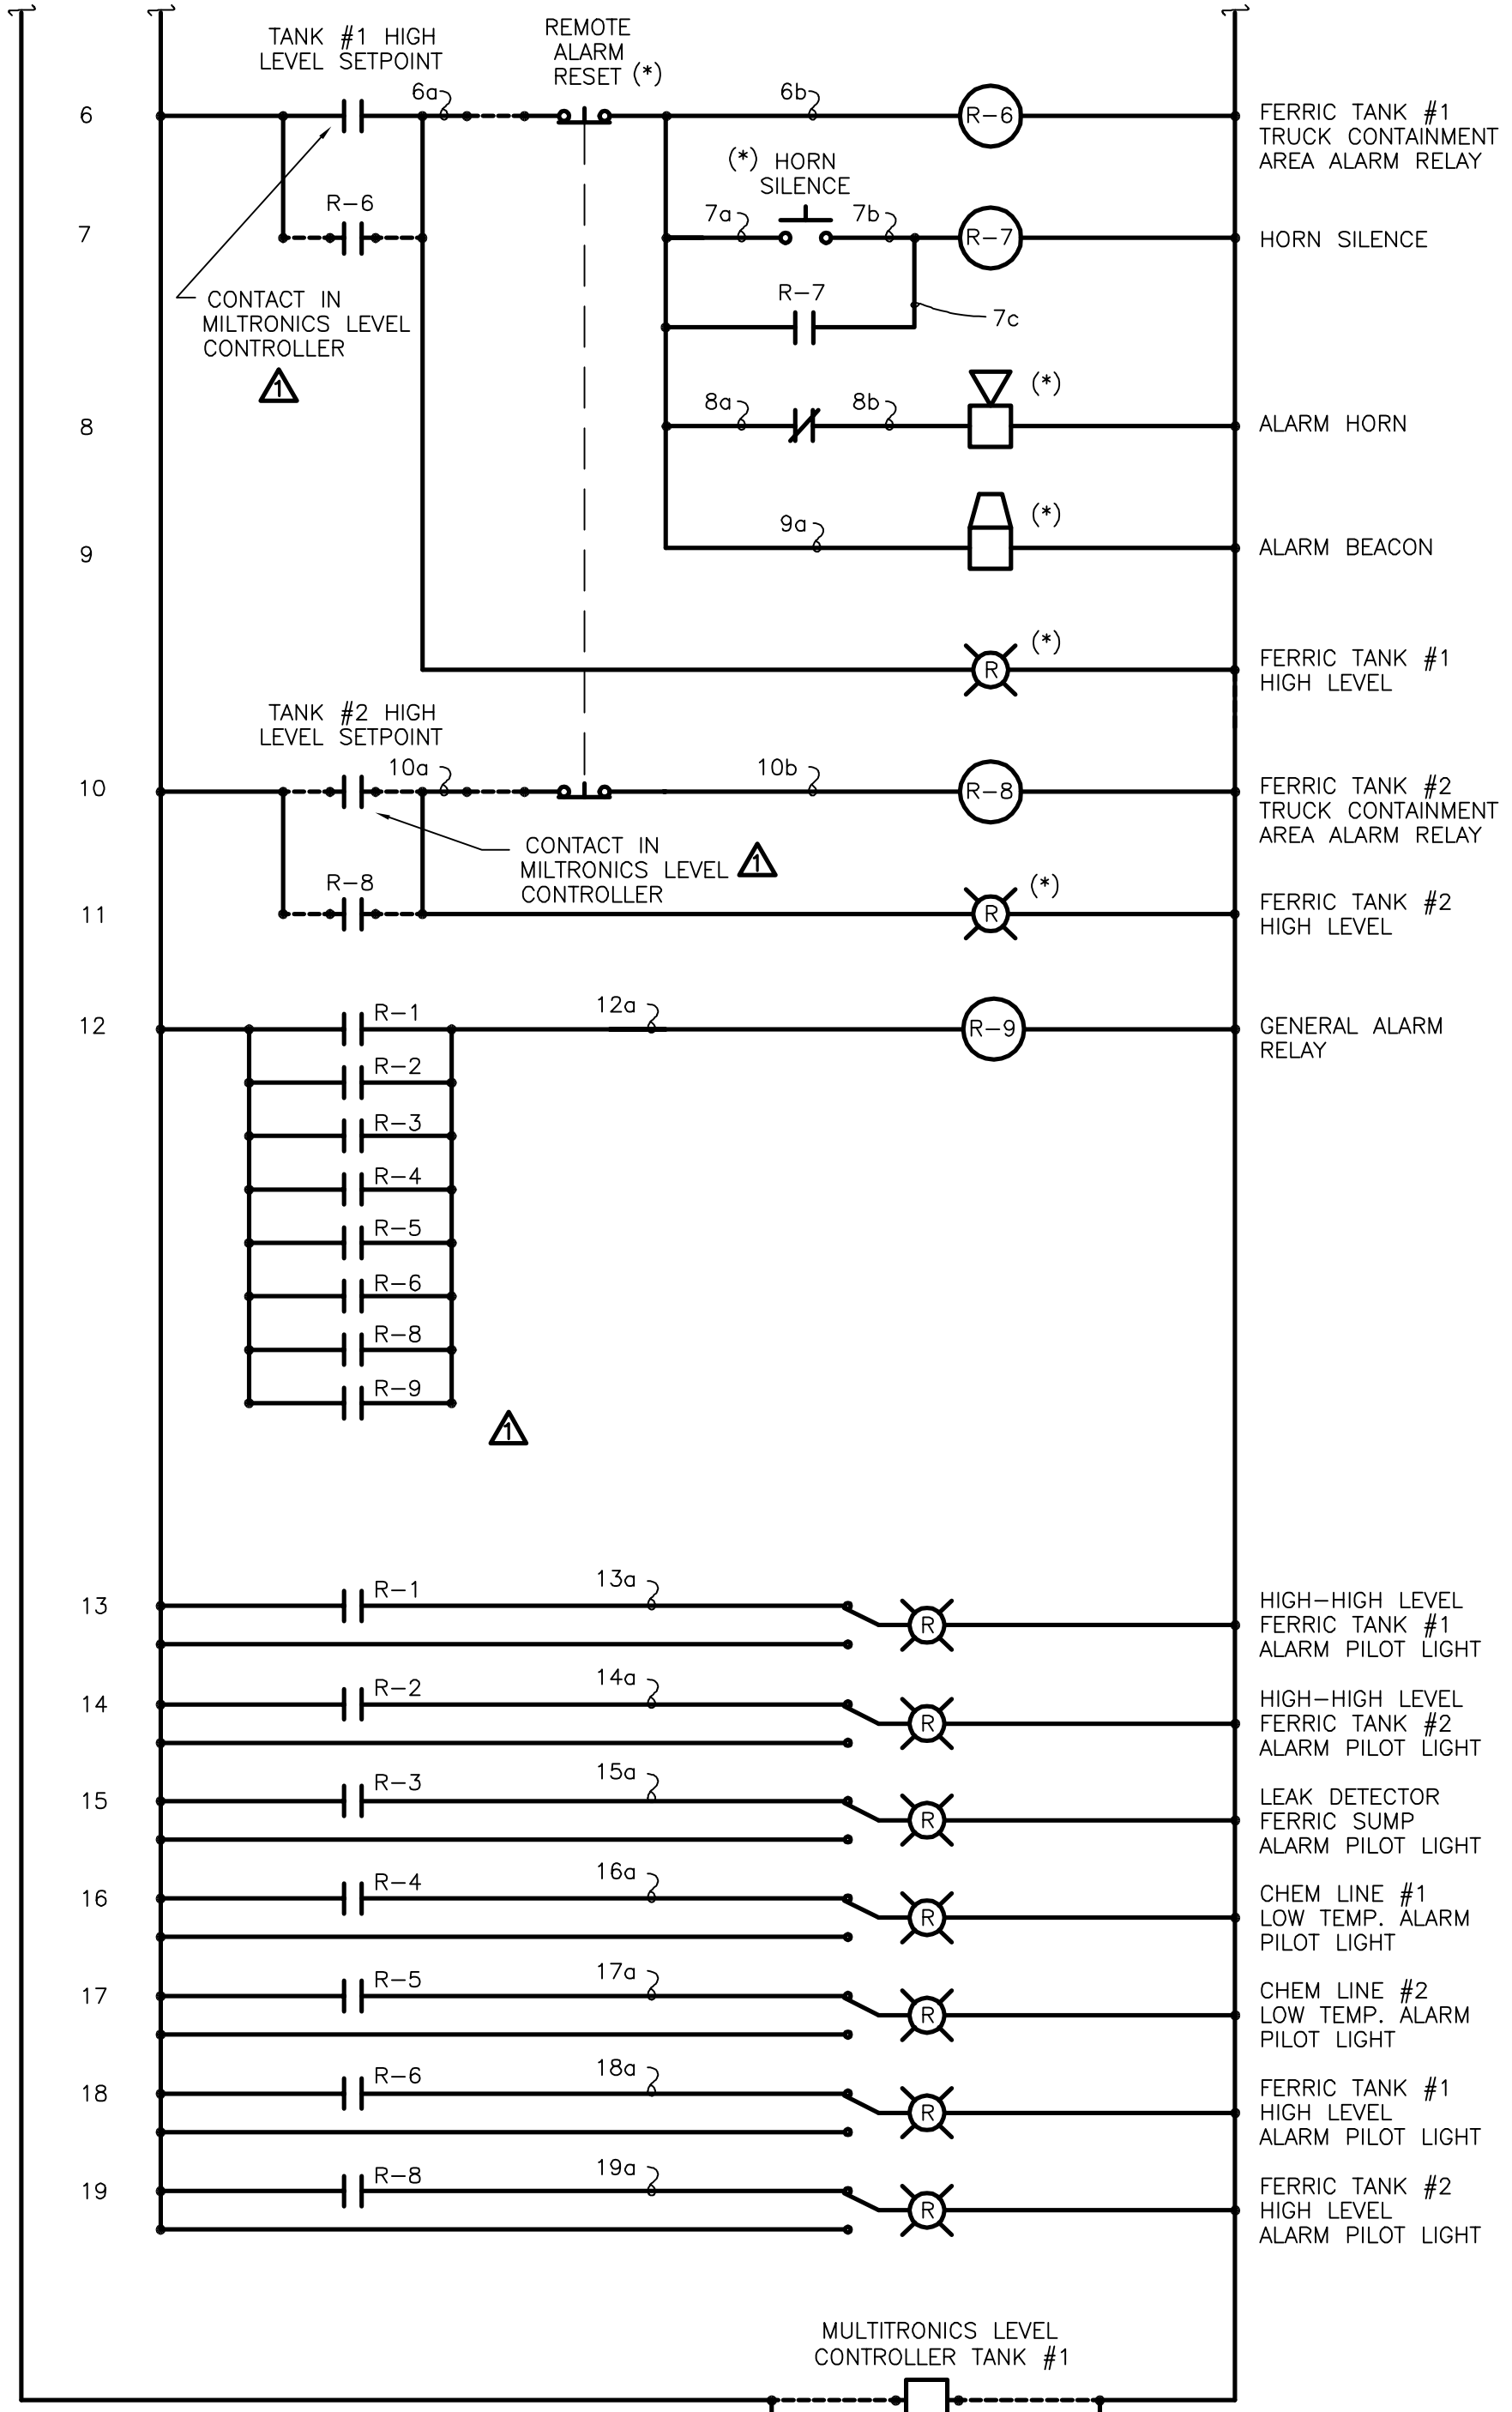 TANK #1 HIGH
LEVEL SETPOINT
REMOTE
ALARM
RESET (*)
6
6a
6b
R-6
FERRIC TANK #1
TRUCK CONTAINMENT
AREA ALARM RELAY
(*) HORN
SILENCE
7
R-6
7a
7b
R-7
HORN SILENCE
CONTACT IN
MILTRONICS LEVEL
CONTROLLER
1
R-7
7c
8
8a
8b
(*)
ALARM HORN
9
9a
(*)
ALARM BEACON
(*)
R
FERRIC TANK #1
HIGH LEVEL
TANK #2 HIGH
LEVEL SETPOINT
10
10a
10b
R-8
FERRIC TANK #2
TRUCK CONTAINMENT
AREA ALARM RELAY
CONTACT IN
MILTRONICS LEVEL
CONTROLLER
1
11
R-8
(*)
R
FERRIC TANK #2
HIGH LEVEL
12
R-1
12a
R-9
GENERAL ALARM
RELAY
R-2
R-3
R-4
R-5
R-6
R-8
R-9
1
13
R-1
13a
R
HIGH-HIGH LEVEL
FERRIC TANK #1
ALARM PILOT LIGHT
14
R-2
14a
R
HIGH-HIGH LEVEL
FERRIC TANK #2
ALARM PILOT LIGHT
15
R-3
15a
R
LEAK DETECTOR
FERRIC SUMP
ALARM PILOT LIGHT
16
R-4
16a
R
CHEM LINE #1
LOW TEMP. ALARM
PILOT LIGHT
17
R-5
17a
R
CHEM LINE #2
LOW TEMP. ALARM
PILOT LIGHT
18
R-6
18a
R
FERRIC TANK #1
HIGH LEVEL
ALARM PILOT LIGHT
19
R-8
19a
R
FERRIC TANK #2
HIGH LEVEL
ALARM PILOT LIGHT
MULTITRONICS LEVEL
CONTROLLER TANK #1